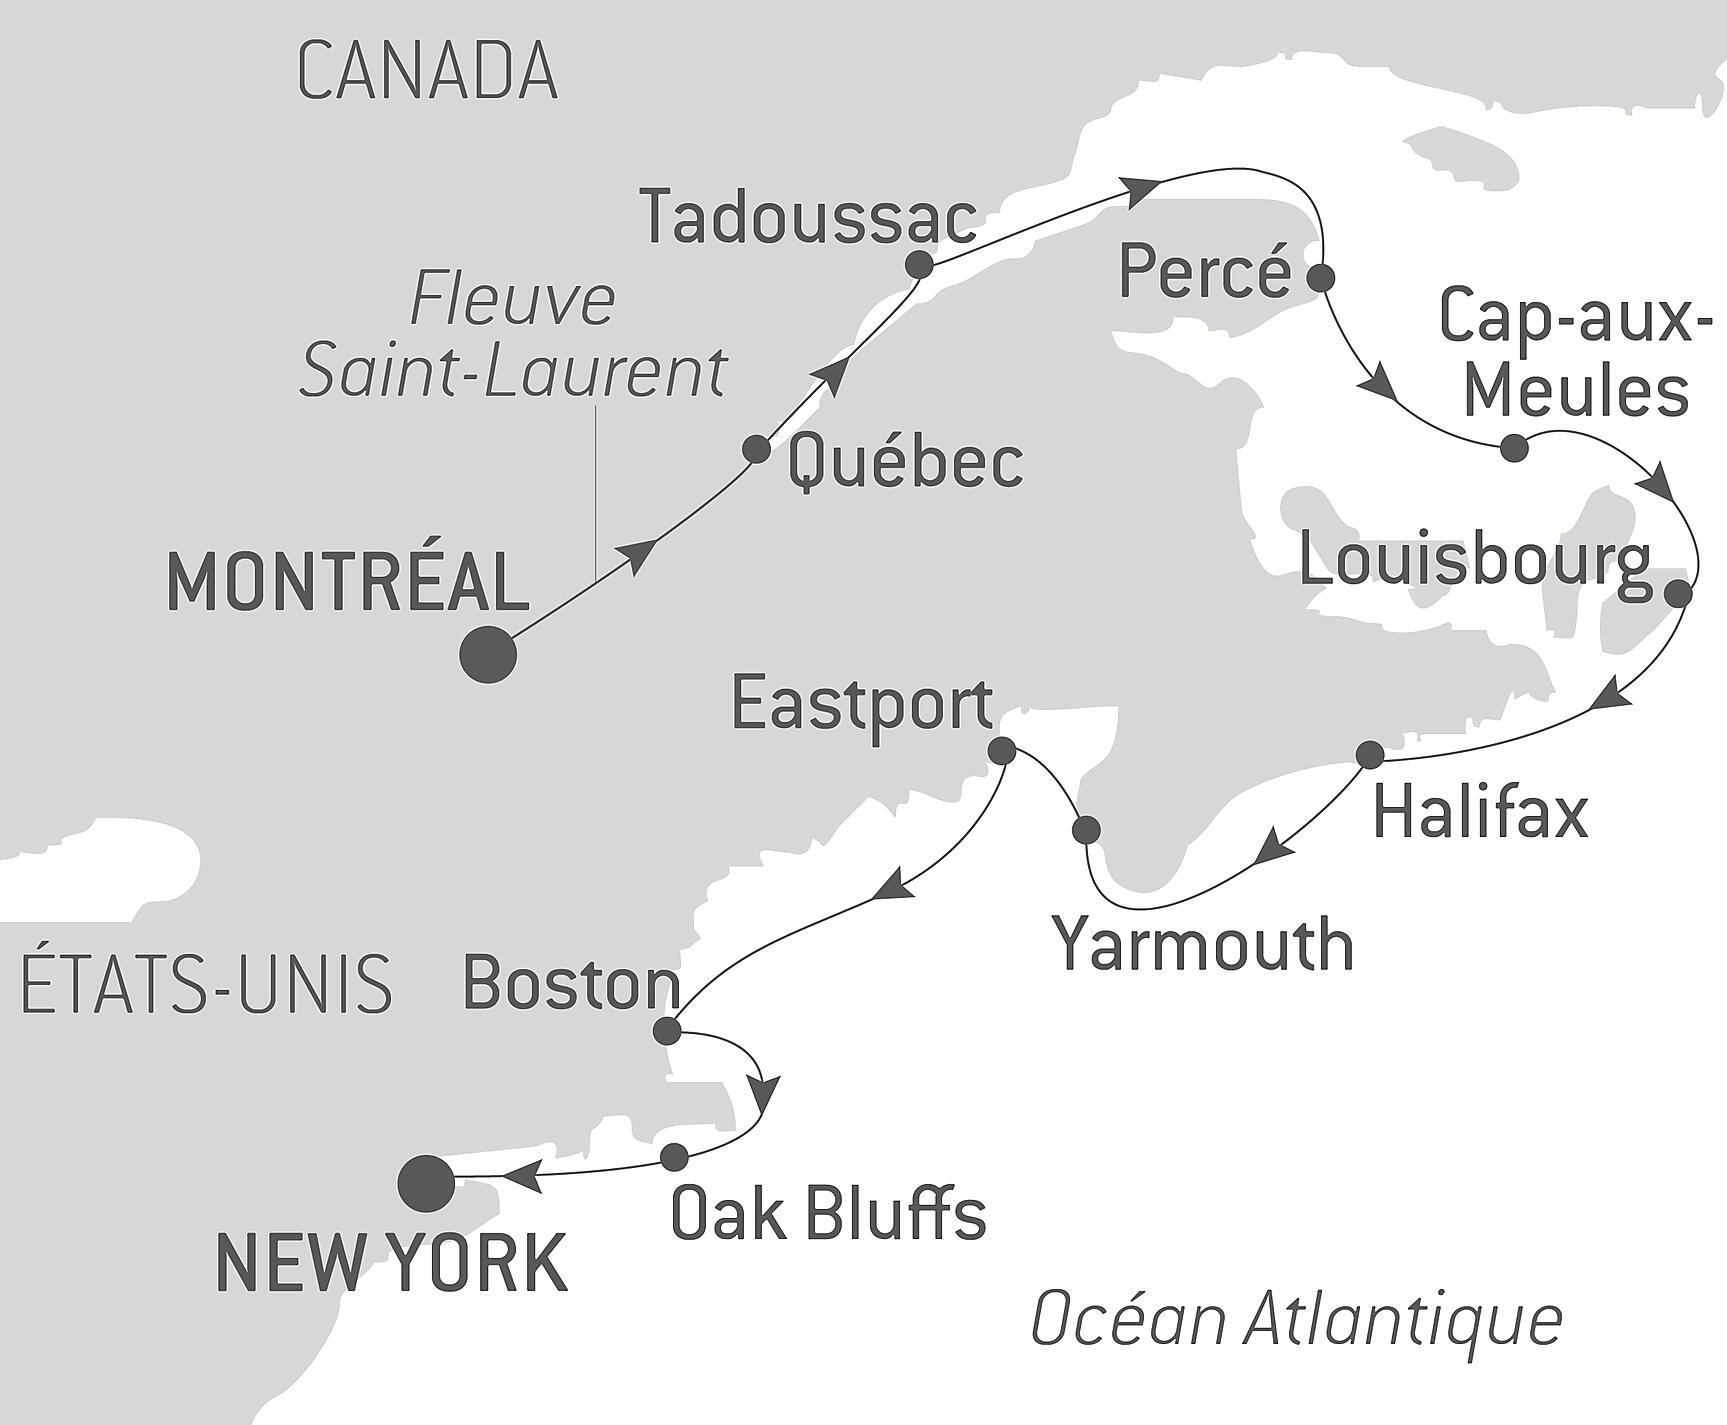 CANADA
Tadoussac
Percé
Fleuve
Saint-Laurent
Cap-aux-
Meules
Québec
MONTRÉAL
Louisbourg
Eastport
Halifax
Yarmouth
ÉTATS-UNIS
Boston
Oak Bluffs
NEW YORK
Océan Atlantique